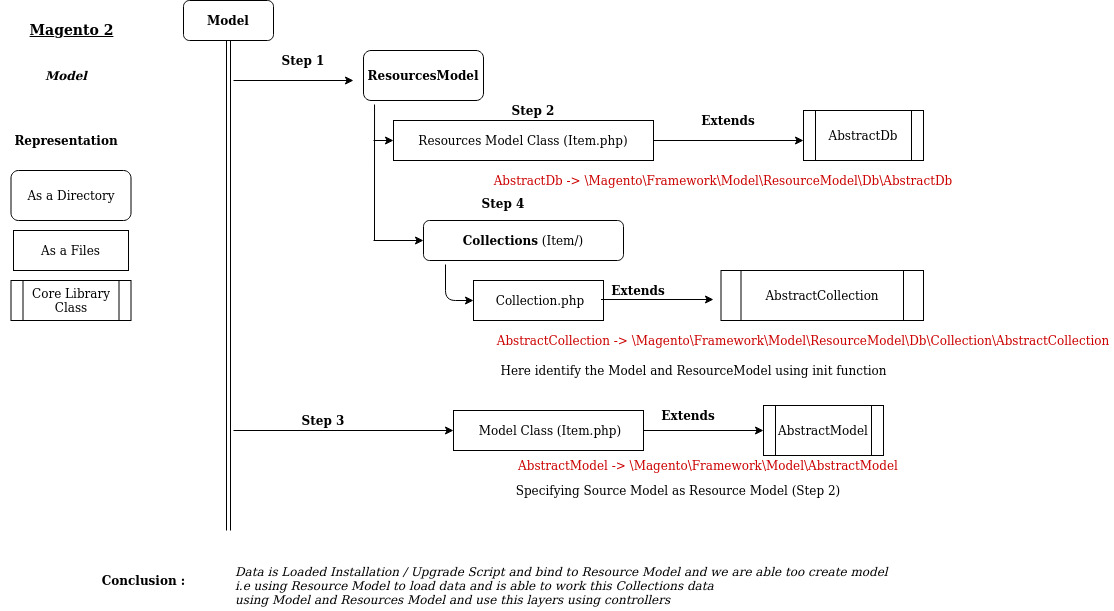 Model
Magento 2
Model
Step 1
ResourcesModel
Step 2
Representation
Resources Model Class (Item.php)
Extends
AbstractDb
AbstractDb -> \Magento\Framework\Model\ResourceModel\Db\AbstractDb
As a Directory
Step 4
Collections (Item/)
As a Files
Core Library
Class
Collection.php
Extends
AbstractCollection
AbstractCollection -> \Magento\Framework\Model\ResourceModel\Db\Collection\AbstractCollection
Here identify the Model and ResourceModel using init function
Step 3
Model Class (Item.php)
Extends
AbstractModel
AbstractModel -> \Magento\Framework\Model\AbstractModel
Specifying Source Model as Resource Model (Step 2)
Conclusion :
Data is Loaded Installation / Upgrade Script and bind to Resource Model and we are able too create model
i.e using Resource Model to load data and is able to work this Collections data
using Model and Resources Model and use this layers using controllers